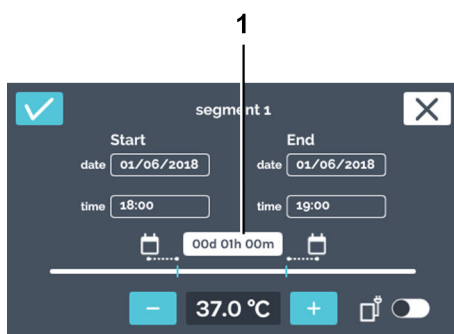 1
segment 1
Start End
date 01/06/2018 date 01/06/2018
time 18:00 time 19:00
00d 01h 00m
− 37.0 °C +